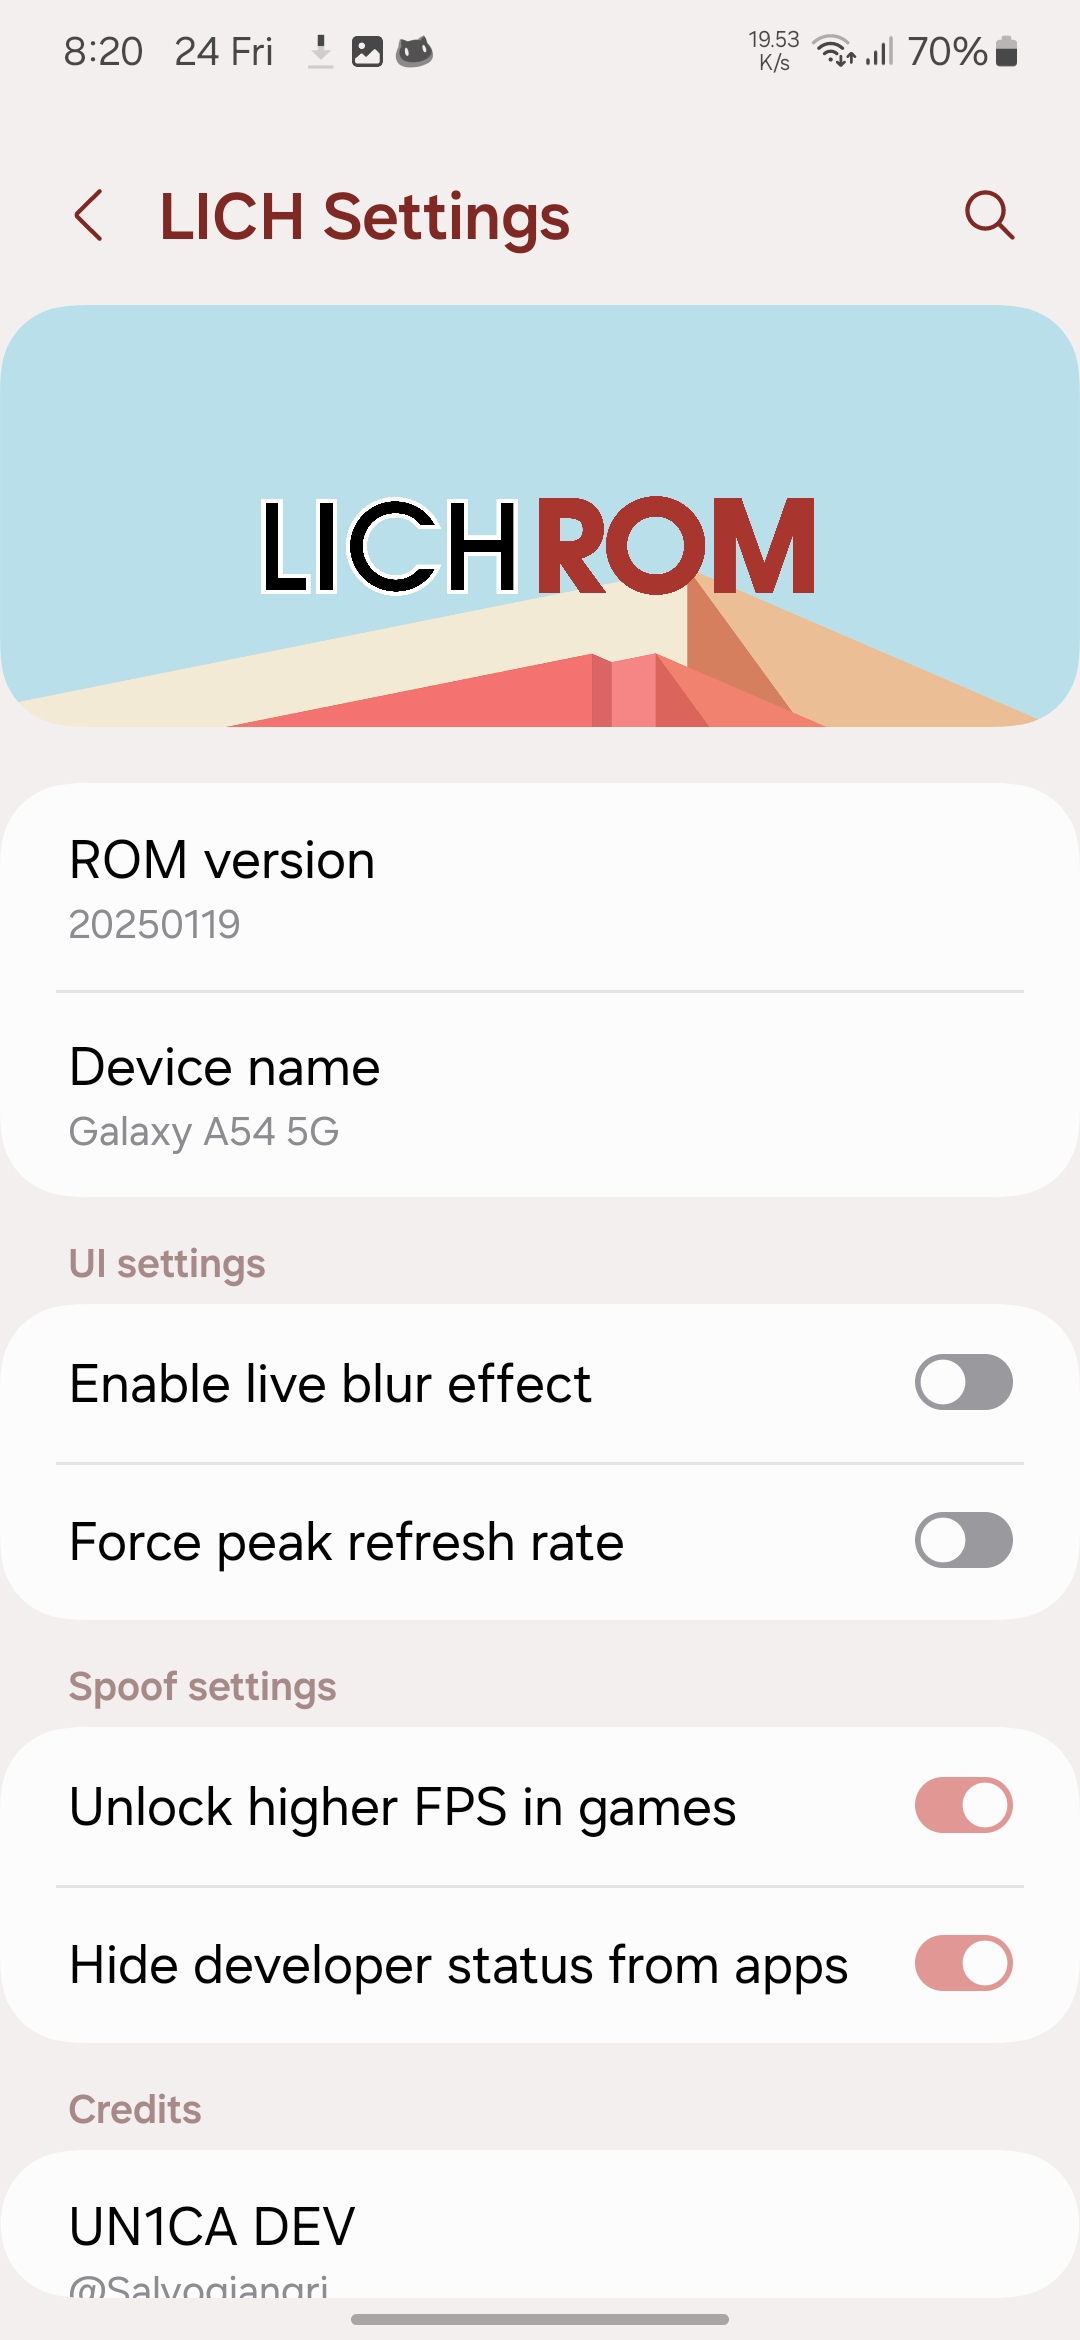 8:20 24 Fri 19.53 K/s 70%
LICH Settings
LICHROM
ROM version
20250119
Device name
Galaxy A54 5G
UI settings
Enable live blur effect
Force peak refresh rate
Spoof settings
Unlock higher FPS in games
Hide developer status from apps
Credits
UN1CA DEV
@Salvogiangri